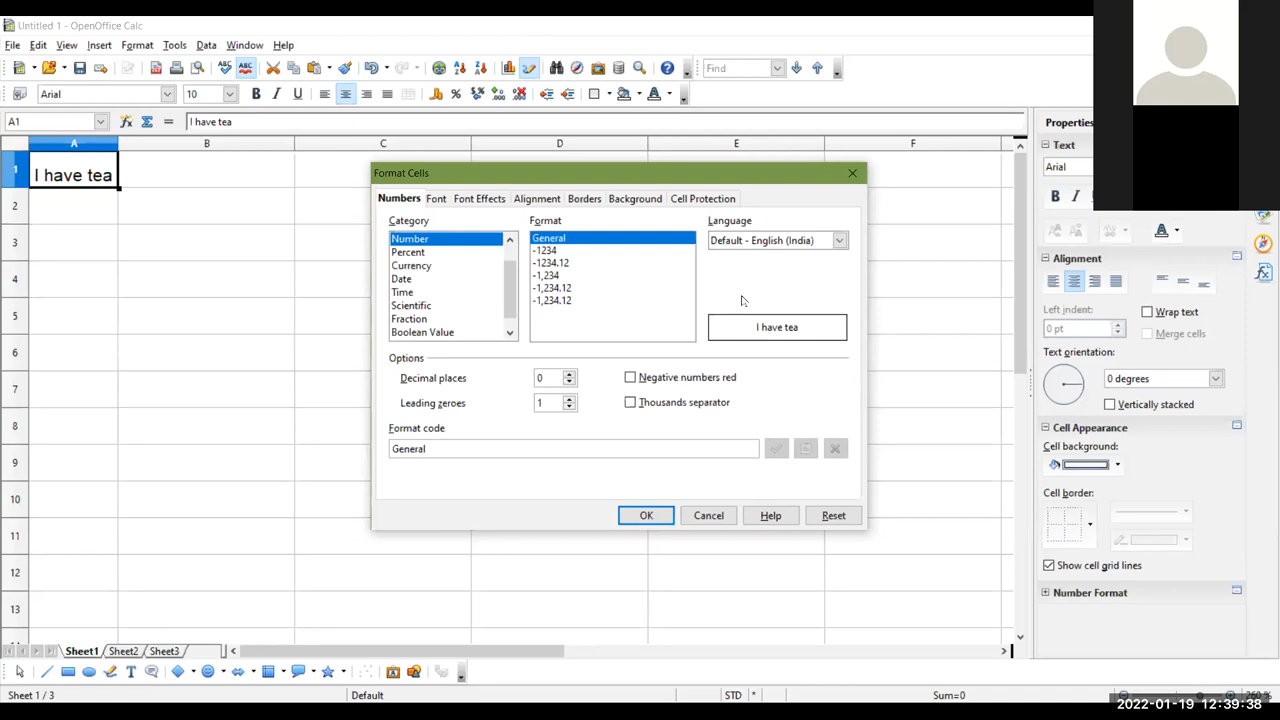 Untitled 1 - OpenOffice Calc
File Edit View Insert Format Tools Data Window Help
Find
Arial 10
A1 I have tea
A B C D E F
1 I have tea
2
3
4
5
6
7
8
9
10
11
12
13
Format Cells
Numbers Font Font Effects Alignment Borders Background Cell Protection
Category Format Language
Number General Default - English (India)
Percent -1234
Currency -1234.12
Date -1,234
Time -1,234.12
Scientific -1,234.12
Fraction
Boolean Value
I have tea
Options
Decimal places 0 Negative numbers red
Leading zeroes 1 Thousands separator
Format code
General
OK Cancel Help Reset
Properties
Text
Arial
B I
Alignment
Left indent: Wrap text
0 pt Merge cells
Text orientation:
0 degrees
Vertically stacked
Cell Appearance
Cell background:
Cell border:
Show cell grid lines
Number Format
Sheet1 Sheet2 Sheet3
Sheet 1 / 3 Default STD * Sum=0 260 %
2022-01-19 12:39:38